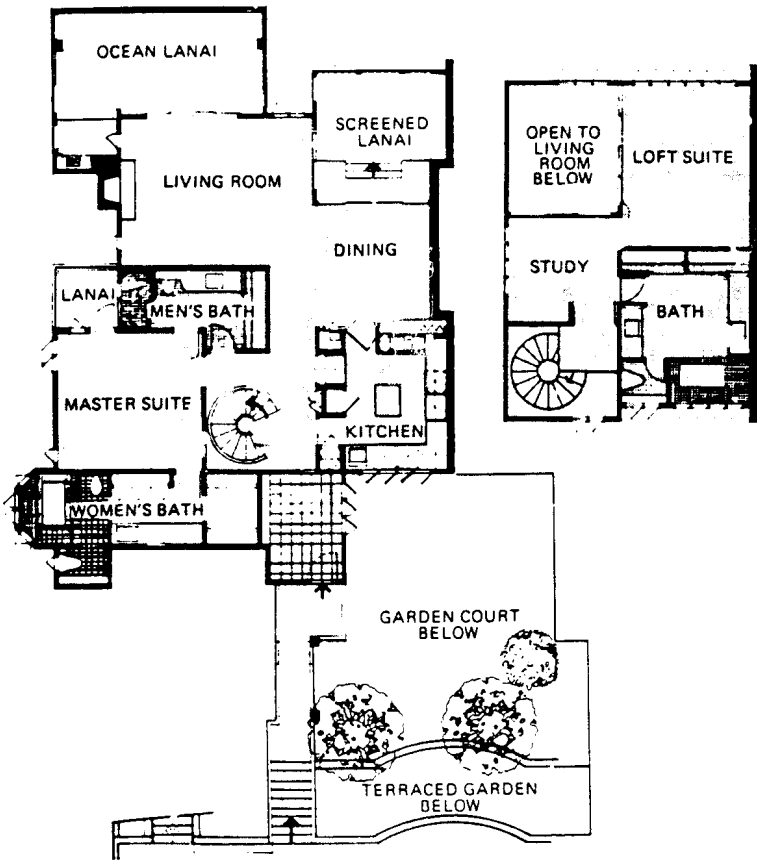 OCEAN LANAI
SCREENED
LANAI
LIVING ROOM
DINING
LANAI
MEN'S BATH
MASTER SUITE
KITCHEN
WOMEN'S BATH
GARDEN COURT
BELOW
TERRACED GARDEN
BELOW
OPEN TO
LIVING
ROOM
BELOW
LOFT SUITE
STUDY
BATH